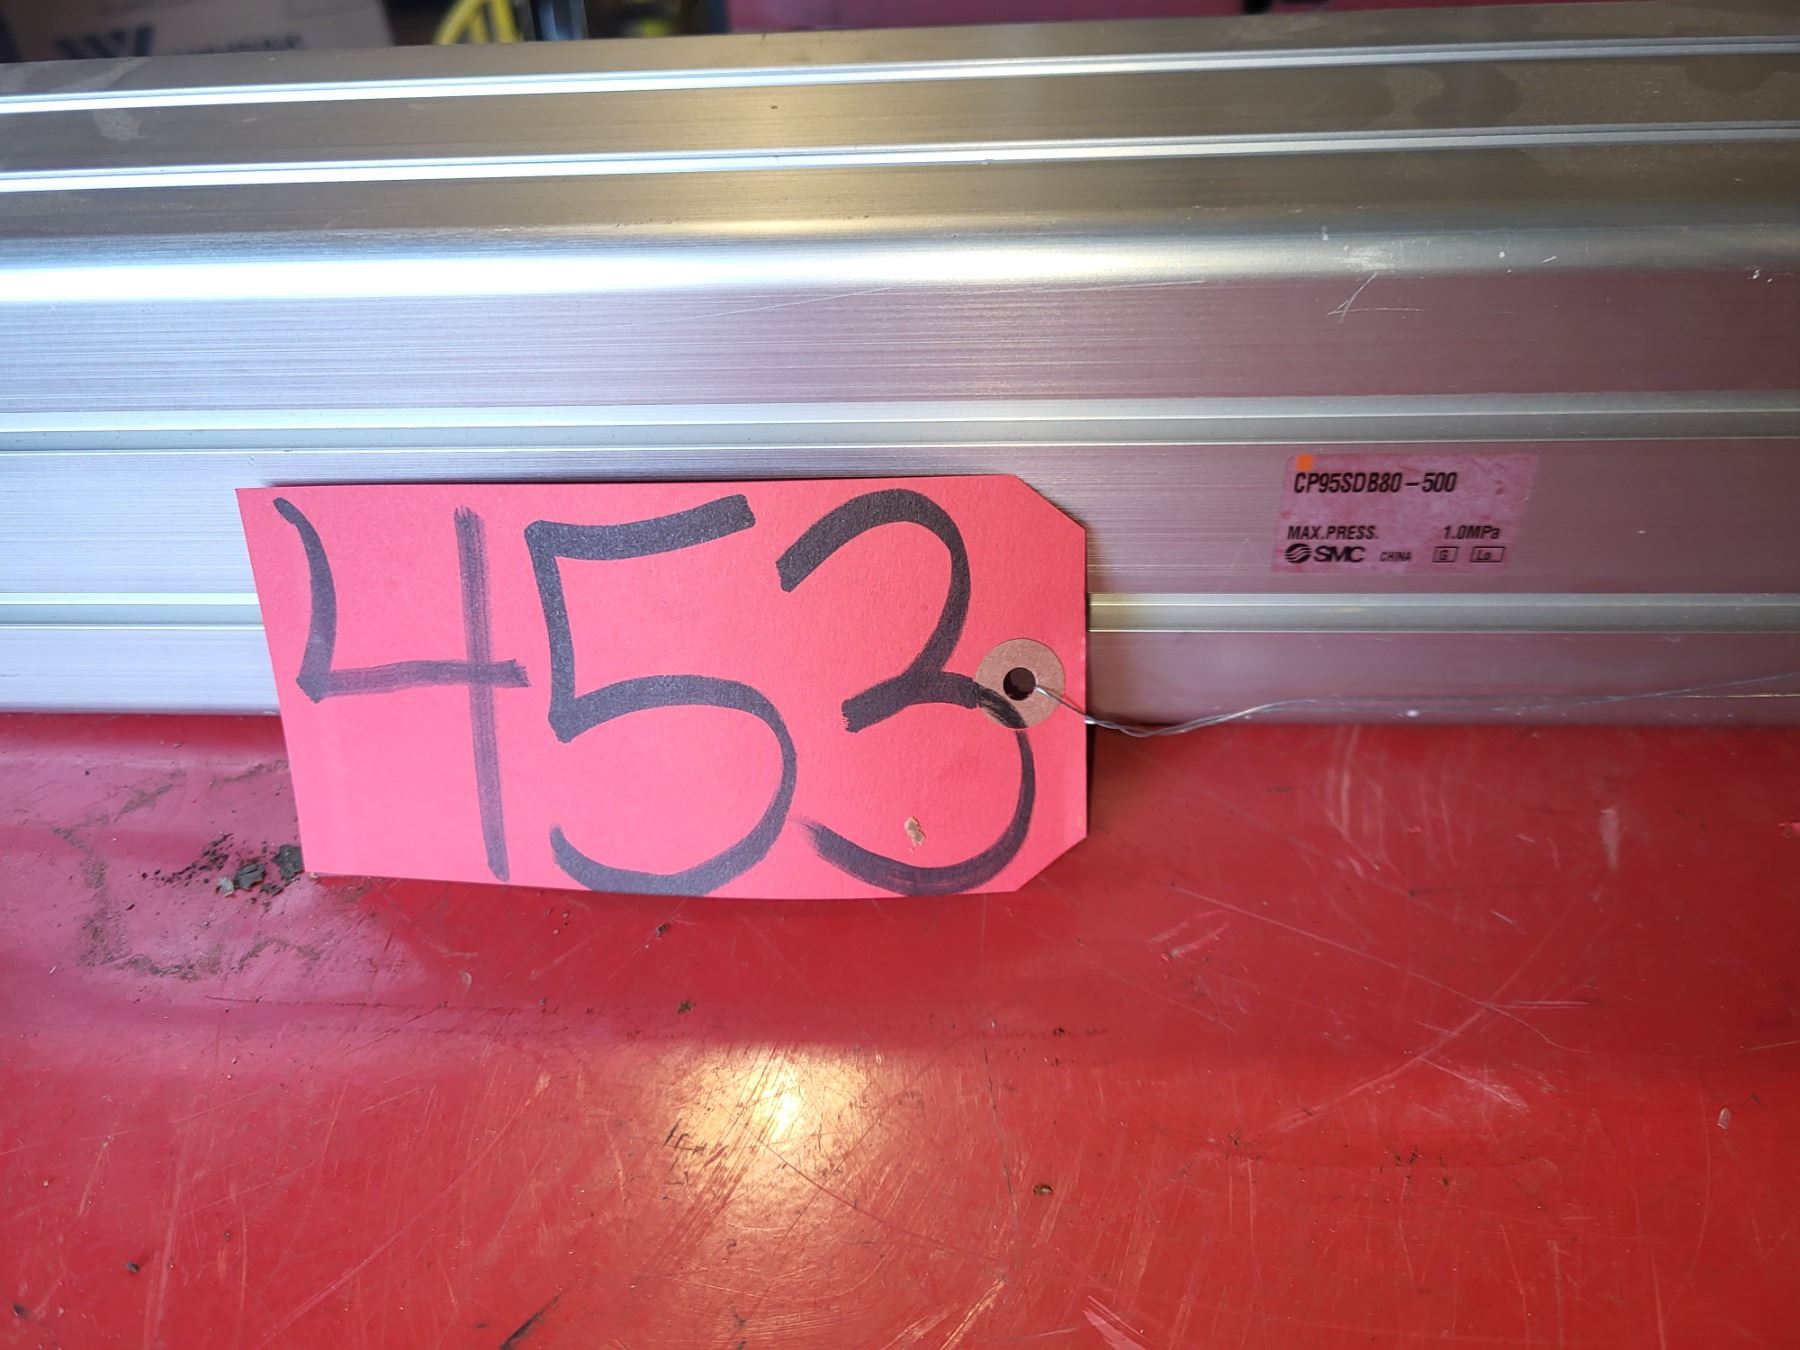 453
CP95SDB80-500
MAX.PRESS. 1.0MPa
SMC CHINA G Lo